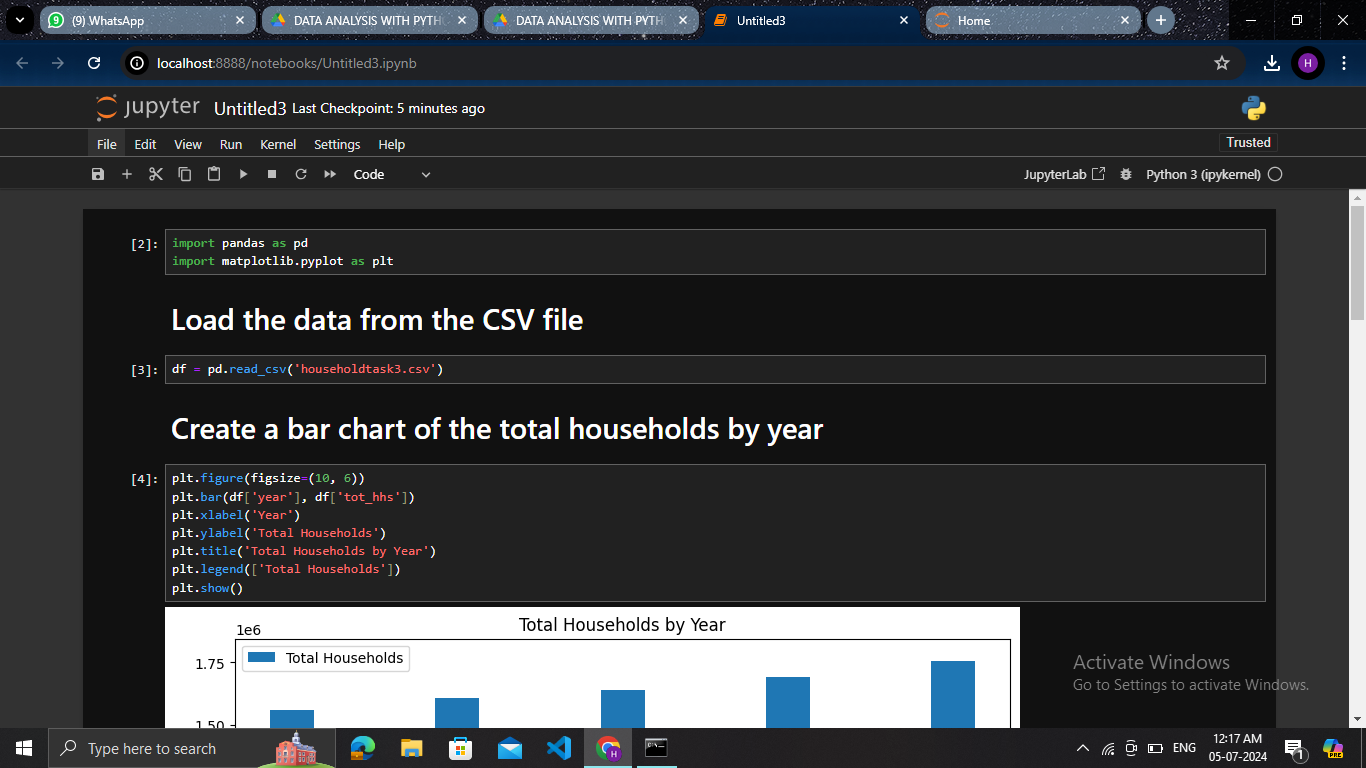 (9) WhatsApp
DATA ANALYSIS WITH PYTH
DATA ANALYSIS WITH PYTH
Untitled3
Home
localhost:8888/notebooks/Untitled3.ipynb
H
jupyter Untitled3 Last Checkpoint: 5 minutes ago
File Edit View Run Kernel Settings Help
Trusted
Code
JupyterLab
Python 3 (ipykernel)
[2]: import pandas as pd
import matplotlib.pyplot as plt
Load the data from the CSV file
[3]: df = pd.read_csv('householdtask3.csv')
Create a bar chart of the total households by year
[4]: plt.figure(figsize=(10, 6))
plt.bar(df['year'], df['tot_hhs'])
plt.xlabel('Year')
plt.ylabel('Total Households')
plt.title('Total Households by Year')
plt.legend(['Total Households'])
plt.show()
Total Households by Year
1e6
Total Households
1.75
1.50
Activate Windows
Go to Settings to activate Windows.
Type here to search
ENG
12:17 AM
05-07-2024
1
PRE